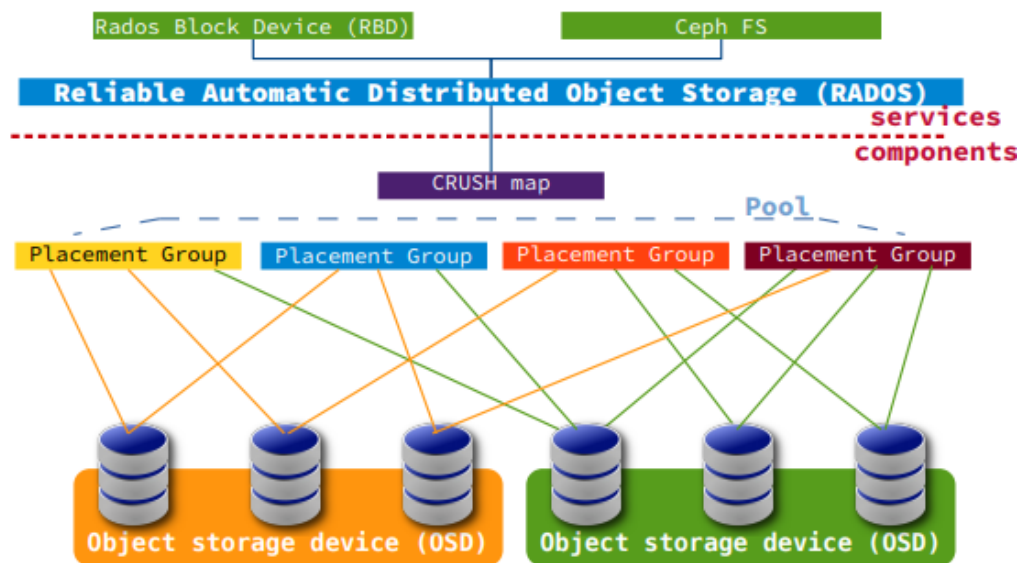 Rados Block Device (RBD)
Ceph FS
Reliable Automatic Distributed Object Storage (RADOS)
services
components
CRUSH map
Pool
Placement Group
Placement Group
Placement Group
Placement Group
Object storage device (OSD)
Object storage device (OSD)